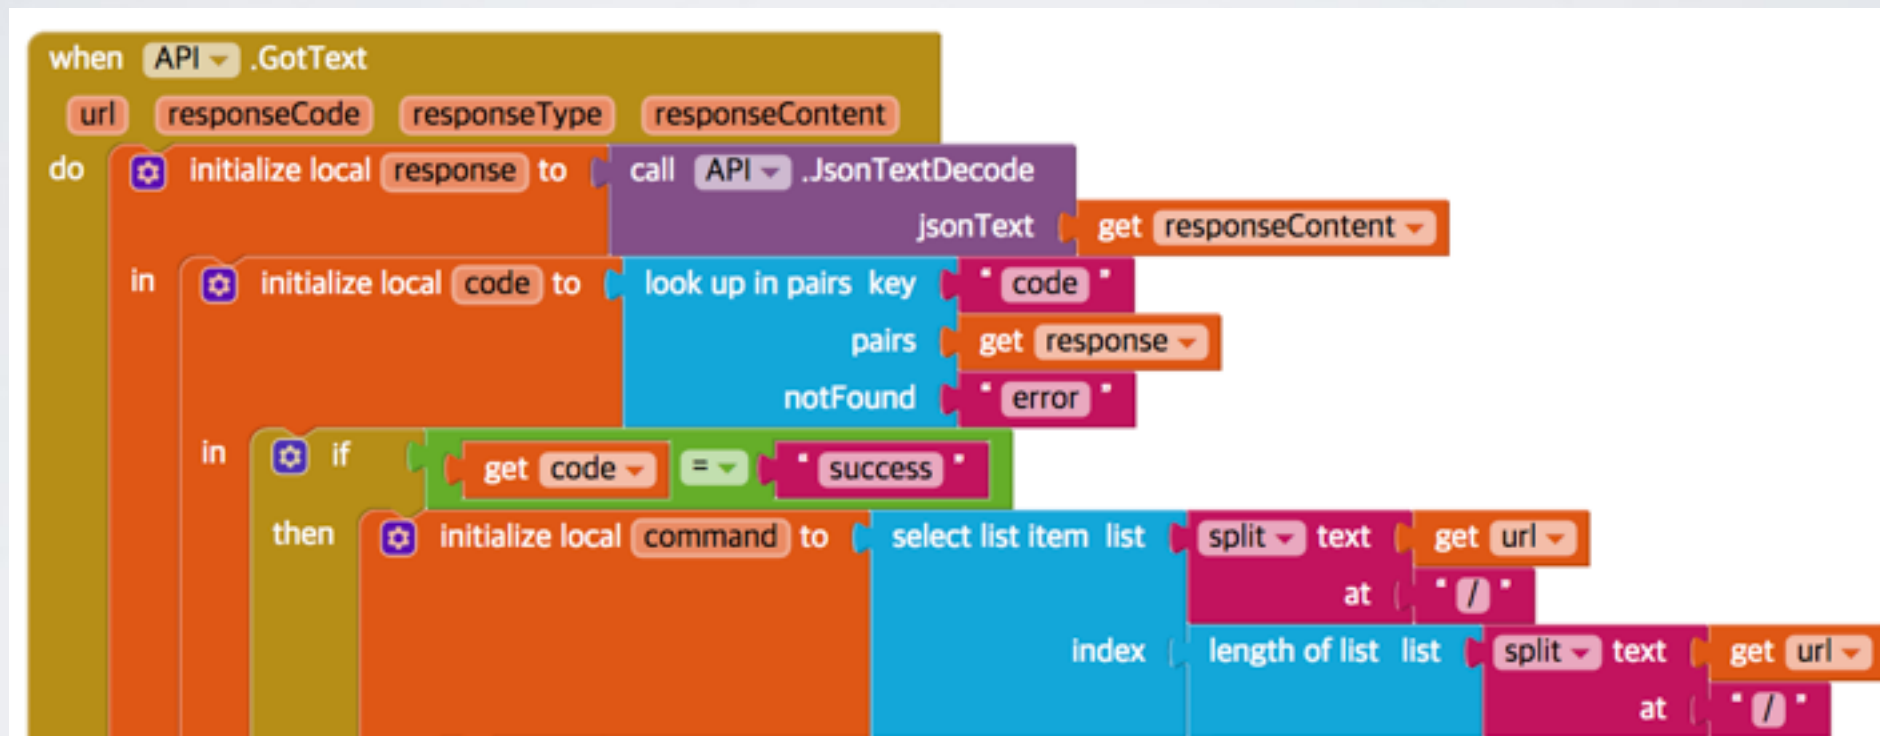 when API .GotText
url responseCode responseType responseContent
do initialize local response to call API .JsonTextDecode
jsonText get responseContent
in initialize local code to look up in pairs key " code "
pairs get response
notFound " error "
in if get code = " success "
then initialize local command to select list item list split text get url
at " / "
index length of list list split text get url
at " / "